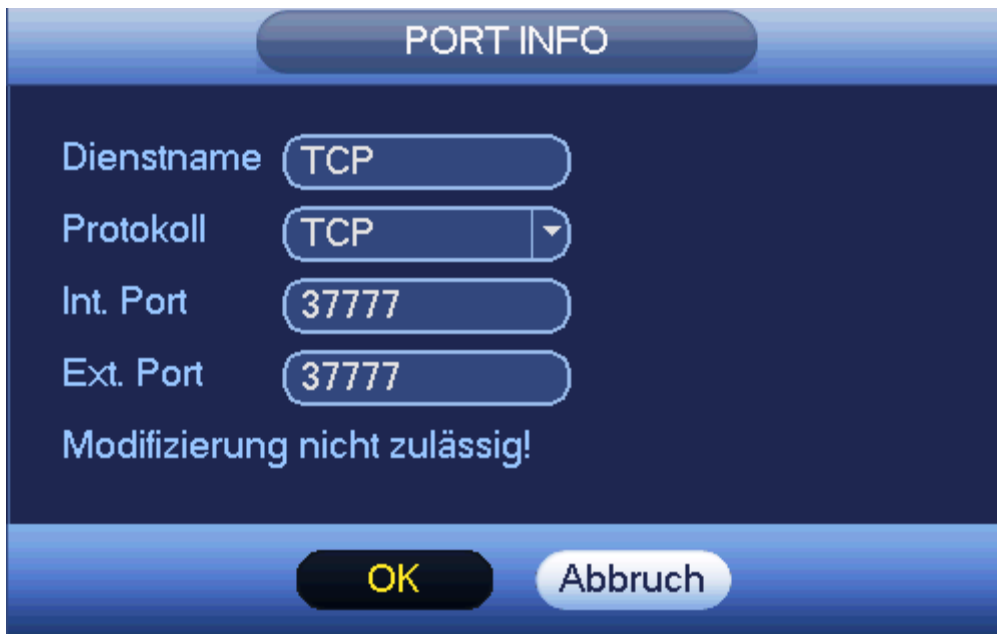 PORT INFO
Dienstname TCP
Protokoll TCP
Int. Port 37777
Ext. Port 37777
Modifizierung nicht zulässig!
OK Abbruch